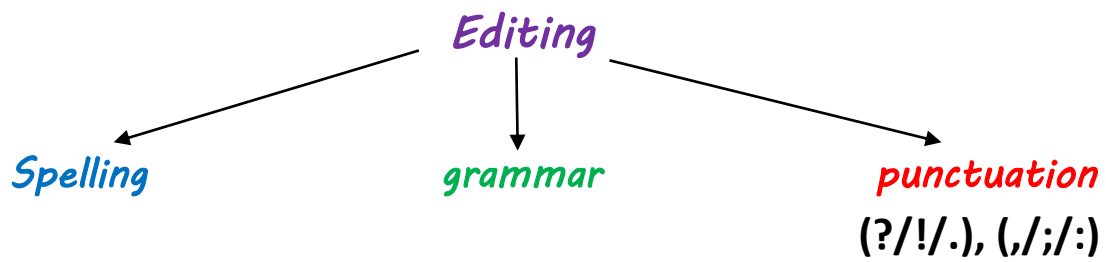 Editing
Spelling grammar punctuation
(?/!/.), (,/;/:)